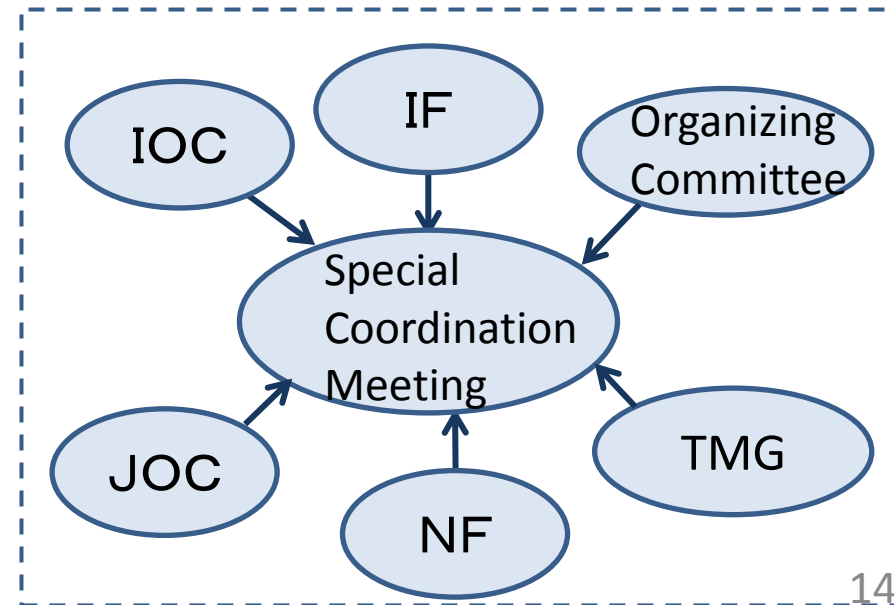 IOC
IF
Organizing
Committee
Special
Coordination
Meeting
JOC
NF
TMG
14